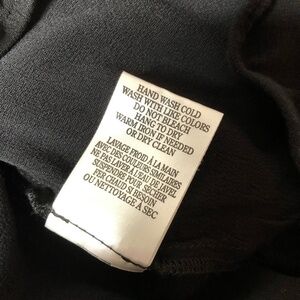 HAND WASH COLD
WASH WITH LIKE COLORS
DO NOT BLEACH
HANG TO DRY
WARM IRON IF NEEDED
OR DRY CLEAN
LAVAGE FROID À LA MAIN
AVEC DES COULEURS SIMILAIRES
NE PAS LAVER À L'EAU DE JAVEL
SUSPENDRE POUR SÉCHER
FER CHAUD SI BESOIN
OU NETTOYAGE À SEC